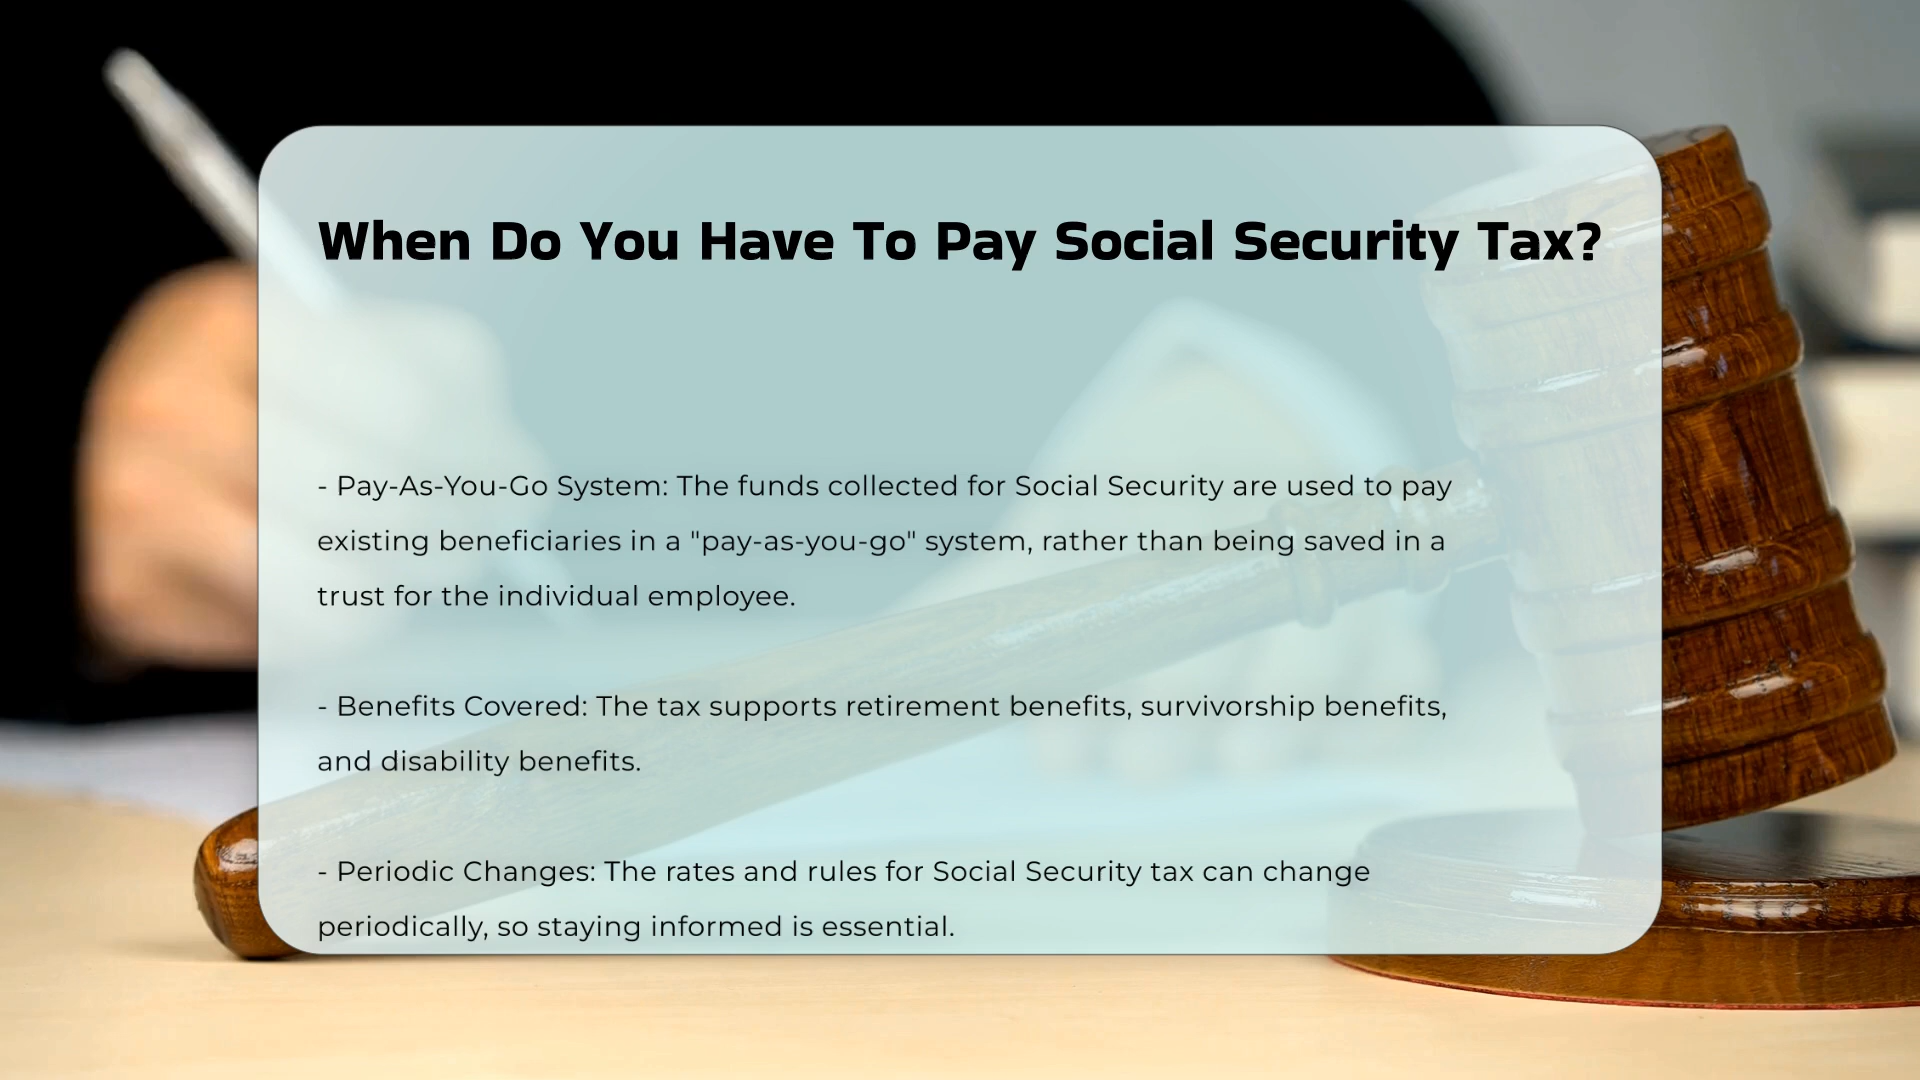 When Do You Have To Pay Social Security Tax?
- Pay-As-You-Go System: The funds collected for Social Security are used to pay
existing beneficiaries in a "pay-as-you-go" system, rather than being saved in a
trust for the individual employee.
- Benefits Covered: The tax supports retirement benefits, survivorship benefits,
and disability benefits.
- Periodic Changes: The rates and rules for Social Security tax can change
periodically, so staying informed is essential.